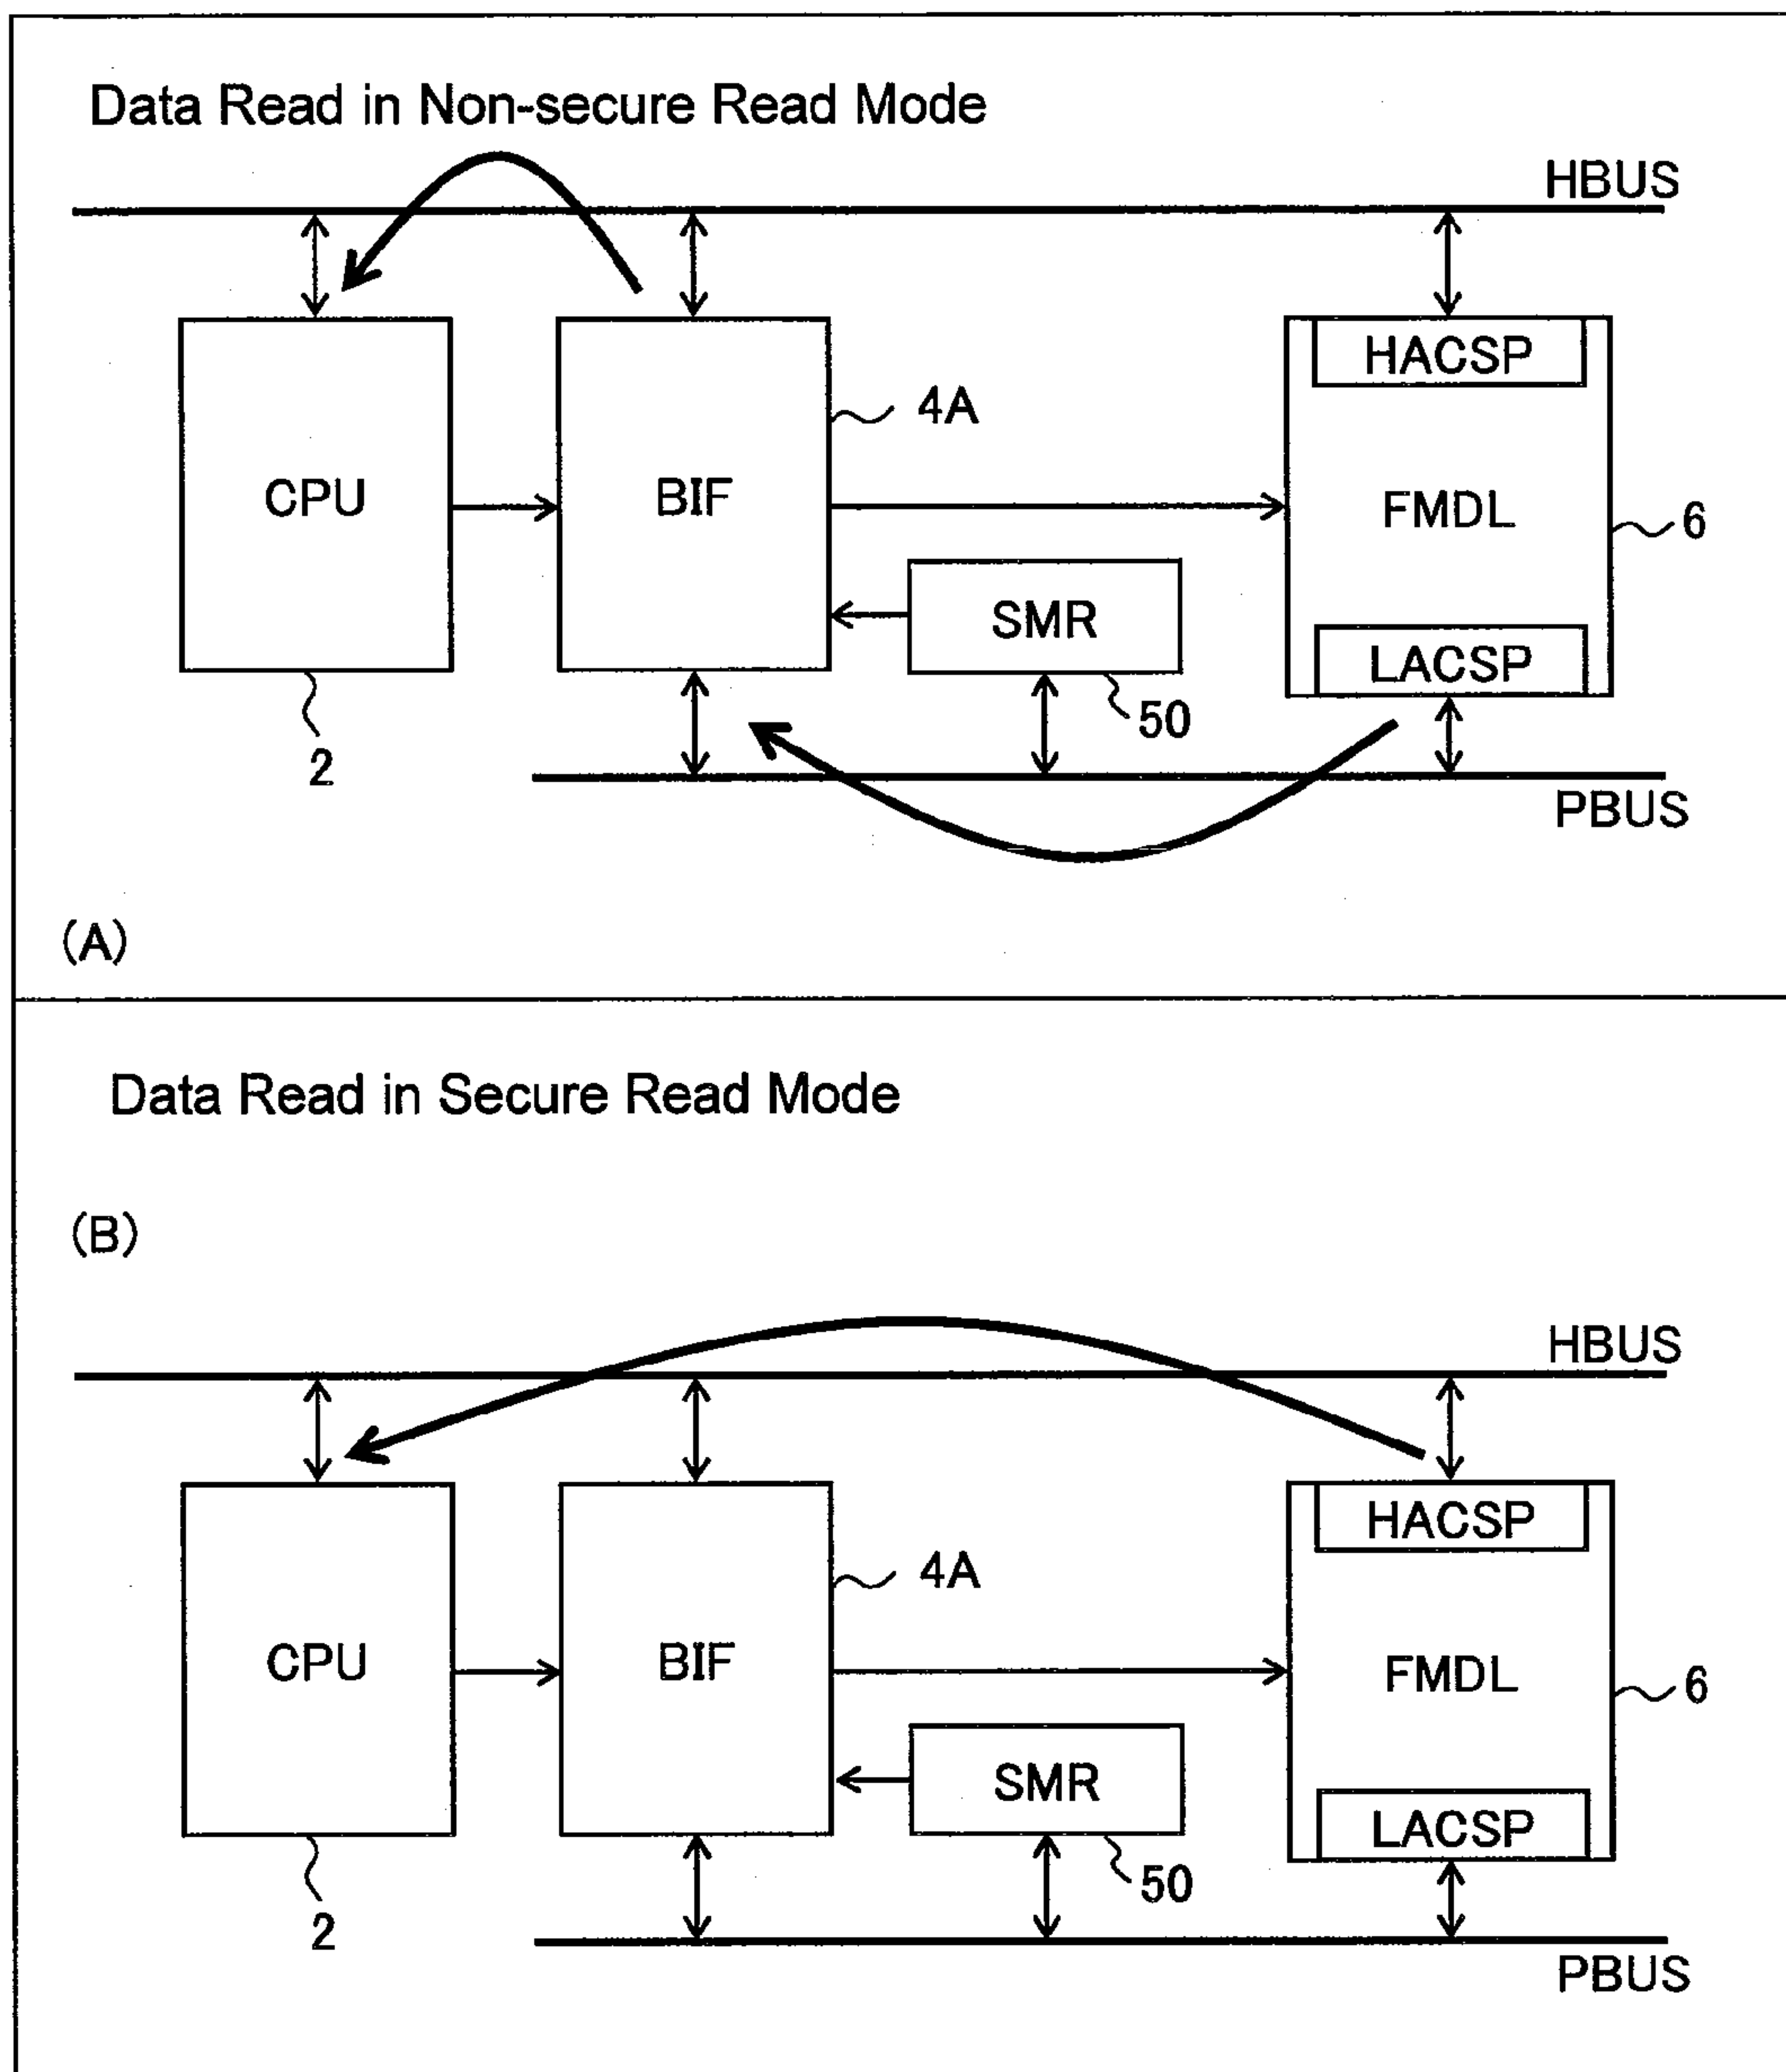 Data Read in Non-secure Read Mode
HBUS
HACSP
4A
CPU
BIF
FMDL
6
SMR
LACSP
50
2
PBUS
(A)
Data Read in Secure Read Mode
(B)
HBUS
HACSP
4A
CPU
BIF
FMDL
6
SMR
LACSP
50
2
PBUS